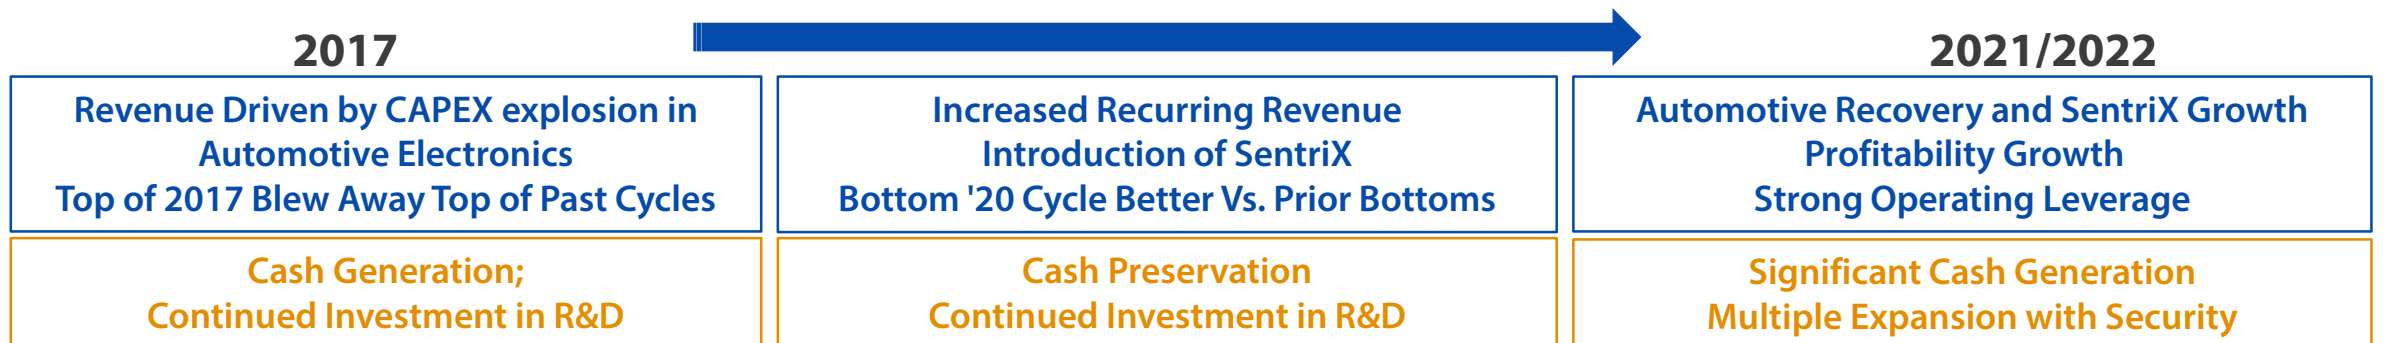 2017
2021/2022
Revenue Driven by CAPEX explosion in
Automotive Electronics
Top of 2017 Blew Away Top of Past Cycles
Increased Recurring Revenue
Introduction of SentriX
Bottom '20 Cycle Better Vs. Prior Bottoms
Automotive Recovery and SentriX Growth
Profitability Growth
Strong Operating Leverage
Cash Generation;
Continued Investment in R&D
Cash Preservation
Continued Investment in R&D
Significant Cash Generation
Multiple Expansion with Security